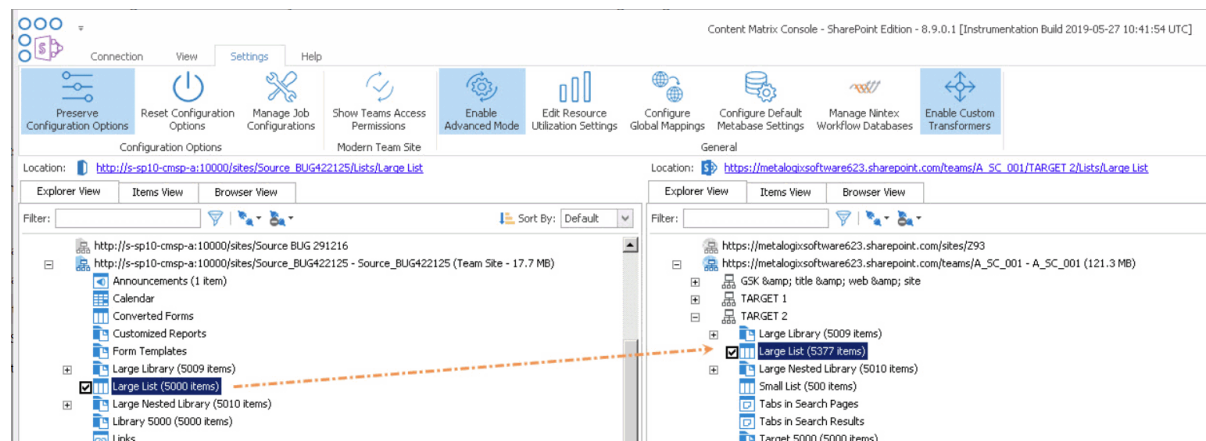 Content Matrix Console - SharePoint Edition - 8.9.0.1 [Instrumentation Build 2019-05-27 10:41:54 UTC]
Connection View Settings Help
Preserve Configuration Options
Reset Configuration Options
Manage Job Configurations
Show Teams Access Permissions
Enable Advanced Mode
Edit Resource Utilization Settings
Configure Global Mappings
Configure Default Metabase Settings
Manage Nintex Workflow Databases
Enable Custom Transformers
Configuration Options Modern Team Site General
Location: http://s-sp10-cmsp-a:10000/sites/Source_BUG422125/Lists/Large List
Explorer View Items View Browser View
Filter: Sort By: Default
http://s-sp10-cmsp-a:10000/sites/Source BUG 291216
http://s-sp10-cmsp-a:10000/sites/Source_BUG422125 - Source_BUG422125 (Team Site - 17.7 MB)
Announcements (1 item)
Calendar
Converted Forms
Customized Reports
Form Templates
Large Library (5009 items)
Large List (5000 items)
Large Nested Library (5010 items)
Library 5000 (5000 items)
Links
Location: https://metalogixsoftware623.sharepoint.com/teams/A_SC_001/TARGET 2/Lists/Large List
Explorer View Items View Browser View
Filter:
https://metalogixsoftware623.sharepoint.com/sites/Z93
https://metalogixsoftware623.sharepoint.com/teams/A_SC_001 - A_SC_001 (121.3 MB)
GSK &amp; title &amp; web &amp; site
TARGET 1
TARGET 2
Large Library (5009 items)
Large List (5377 items)
Large Nested Library (5010 items)
Small List (500 items)
Tabs in Search Pages
Tabs in Search Results
Target 5000 (5000 items)